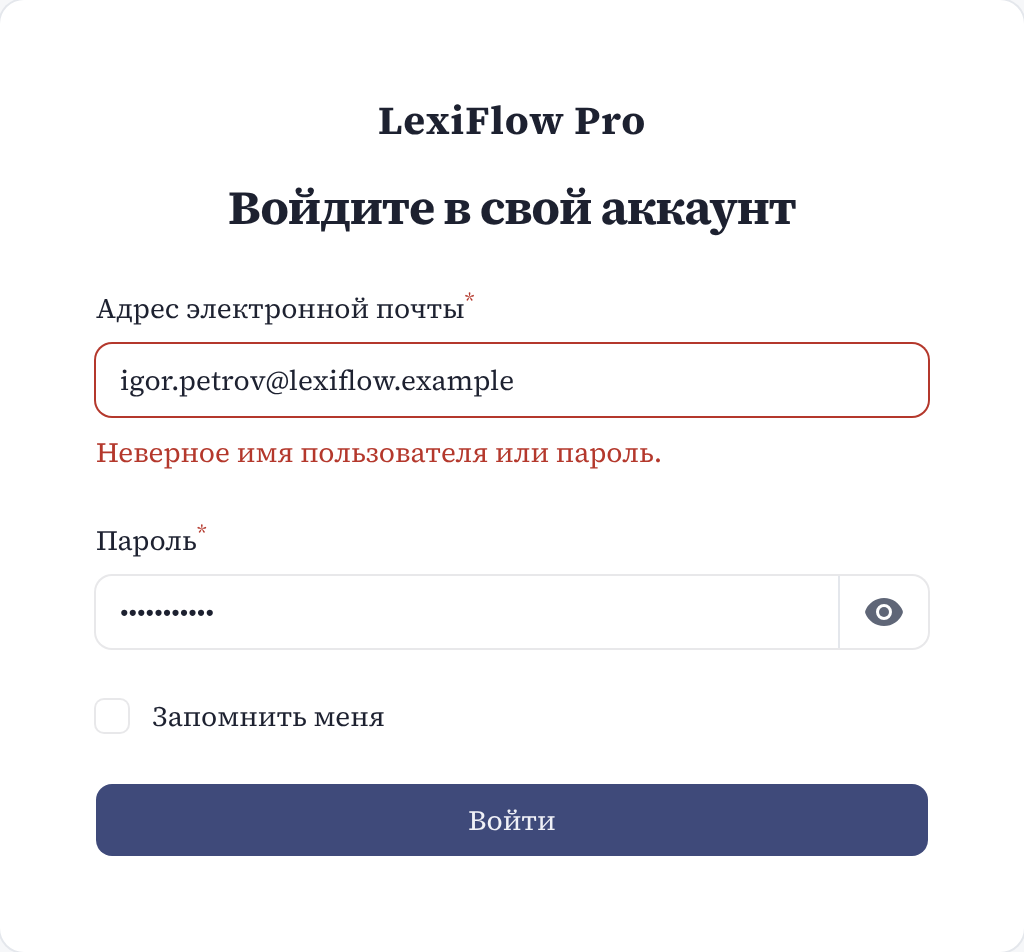 LexiFlow Pro
Войдите в свой аккаунт
Адрес электронной почты*
igor.petrov@lexiflow.example
Неверное имя пользователя или пароль.
Пароль*
•••••••••••
Запомнить меня
Войти